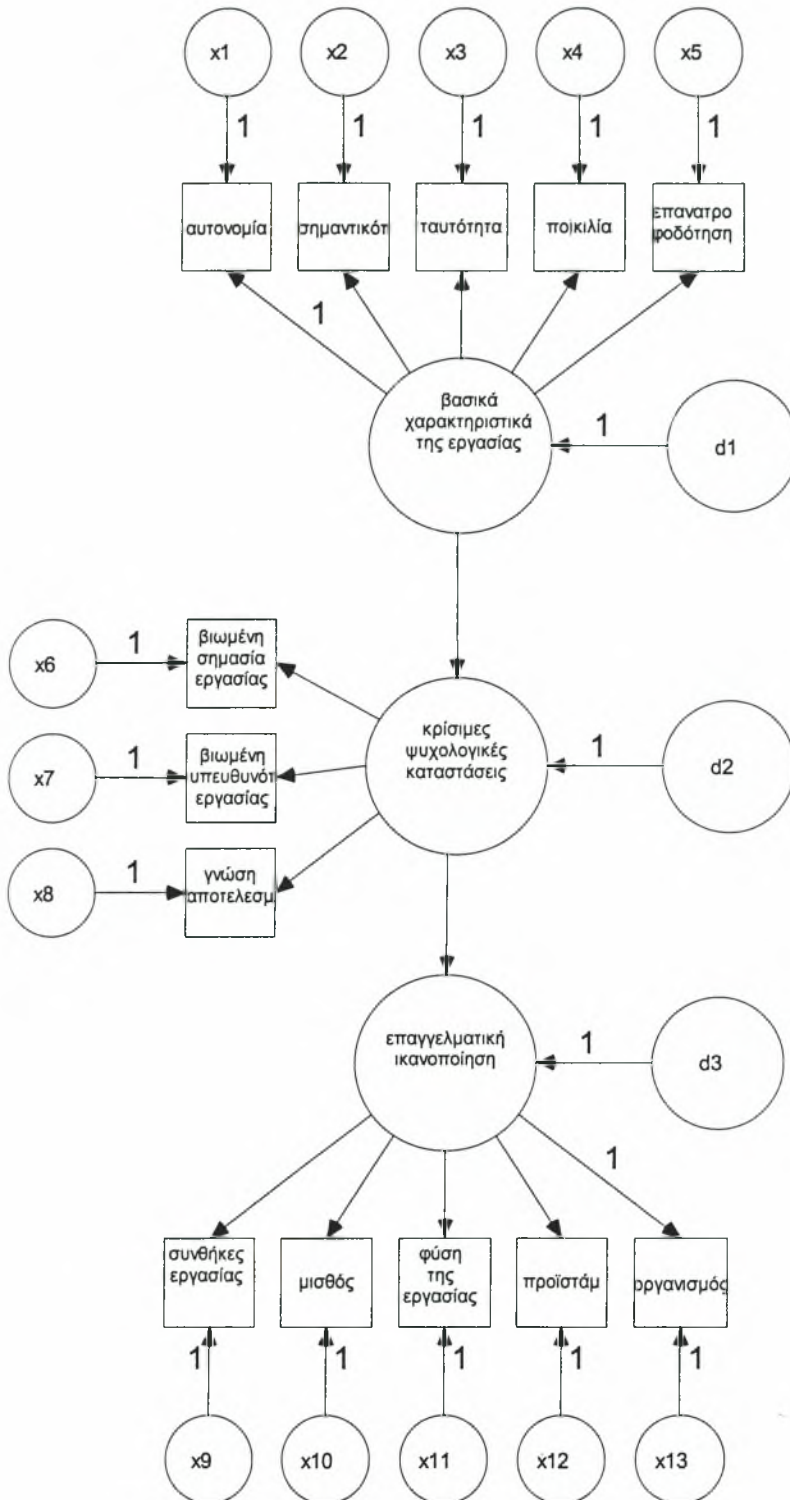 x1 x2 x3 x4 x5
1 1 1 1 1
αυτονομία σημαντικότ ταυτότητα ποικιλία επανατρο
φοδότηση
1
βασικά
χαρακτηριστικά
της εργασίας
1 d1
x6 1 βιωμένη
σημασία
εργασίας
x7 1 βιωμένη
υπευθυνότ
εργασίας
x8 1 γνώση
αποτελεσμ
κρίσιμες
ψυχολογικές
καταστάσεις
1 d2
επαγγελματική
ικανοποίηση
1 d3
1
συνθήκες
εργασίας
μισθός
φύση
της
εργασίας
προϊστάμ
οργανισμός
1 1 1 1 1
x9 x10 x11 x12 x13